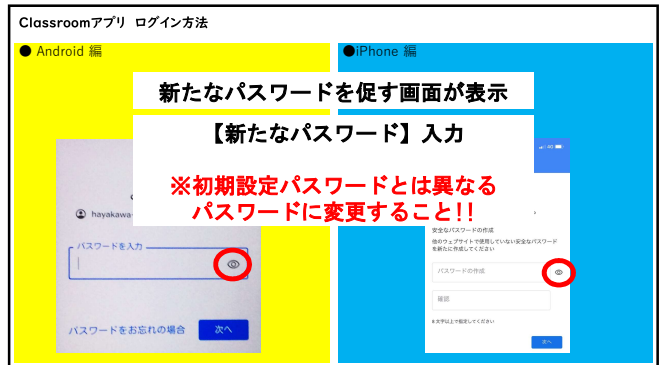 Classroomアプリ ログイン方法
● Android 編
●iPhone 編
新たなパスワードを促す画面が表示
【新たなパスワード】入力
※初期設定パスワードとは異なる
パスワードに変更すること!!
hayakawa-
パスワードを入力
パスワードをお忘れの場合
次へ
4G
安全なパスワードの作成
他のウェブサイトで使用していない安全なパスワード
を新たに作成してください
パスワードの作成
確認
8文字以上で指定してください
次へ